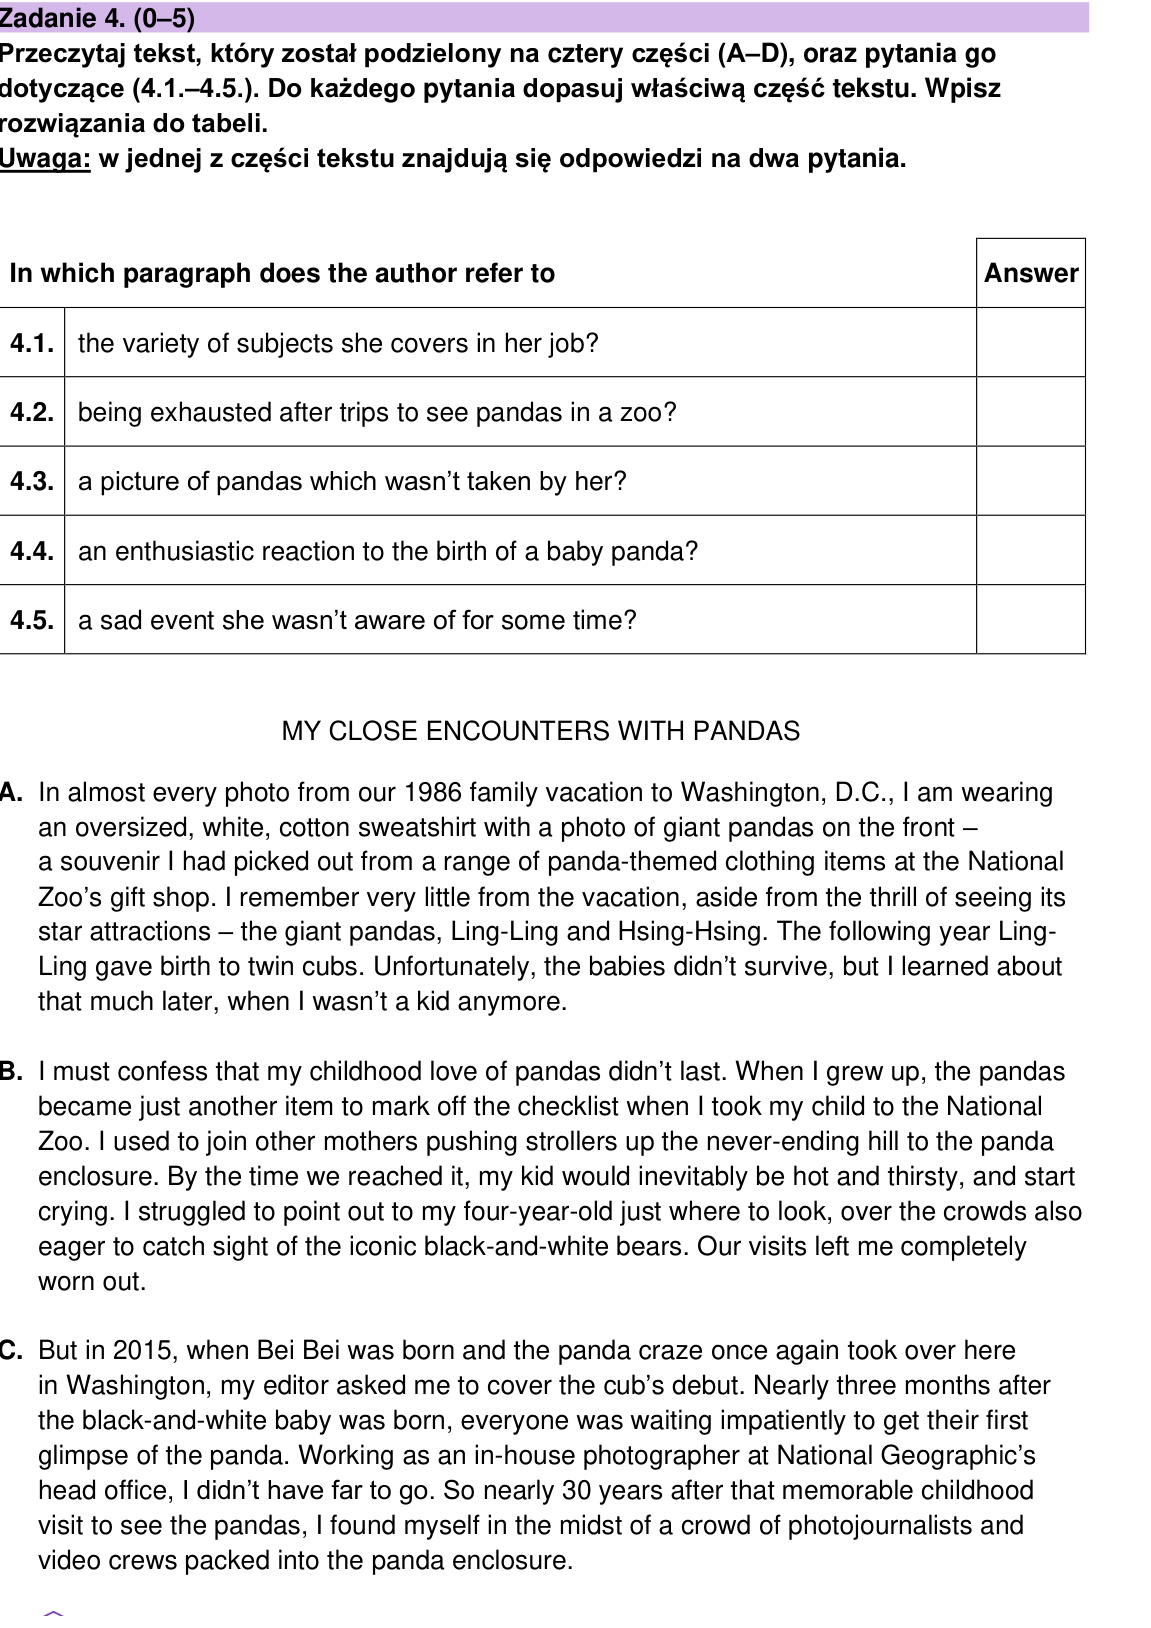 Zadanie 4. (0–5)
Przeczytaj tekst, który został podzielony na cztery części (A–D), oraz pytania go
dotyczące (4.1.–4.5.). Do każdego pytania dopasuj właściwą część tekstu. Wpisz
rozwiązania do tabeli.
Uwaga: w jednej z części tekstu znajdują się odpowiedzi na dwa pytania.
In which paragraph does the author refer to Answer
4.1. the variety of subjects she covers in her job?
4.2. being exhausted after trips to see pandas in a zoo?
4.3. a picture of pandas which wasn’t taken by her?
4.4. an enthusiastic reaction to the birth of a baby panda?
4.5. a sad event she wasn’t aware of for some time?
MY CLOSE ENCOUNTERS WITH PANDAS
A. In almost every photo from our 1986 family vacation to Washington, D.C., I am wearing
an oversized, white, cotton sweatshirt with a photo of giant pandas on the front –
a souvenir I had picked out from a range of panda-themed clothing items at the National
Zoo’s gift shop. I remember very little from the vacation, aside from the thrill of seeing its
star attractions – the giant pandas, Ling-Ling and Hsing-Hsing. The following year Ling-
Ling gave birth to twin cubs. Unfortunately, the babies didn’t survive, but I learned about
that much later, when I wasn’t a kid anymore.
B. I must confess that my childhood love of pandas didn’t last. When I grew up, the pandas
became just another item to mark off the checklist when I took my child to the National
Zoo. I used to join other mothers pushing strollers up the never-ending hill to the panda
enclosure. By the time we reached it, my kid would inevitably be hot and thirsty, and start
crying. I struggled to point out to my four-year-old just where to look, over the crowds also
eager to catch sight of the iconic black-and-white bears. Our visits left me completely
worn out.
C. But in 2015, when Bei Bei was born and the panda craze once again took over here
in Washington, my editor asked me to cover the cub’s debut. Nearly three months after
the black-and-white baby was born, everyone was waiting impatiently to get their first
glimpse of the panda. Working as an in-house photographer at National Geographic’s
head office, I didn’t have far to go. So nearly 30 years after that memorable childhood
visit to see the pandas, I found myself in the midst of a crowd of photojournalists and
video crews packed into the panda enclosure.